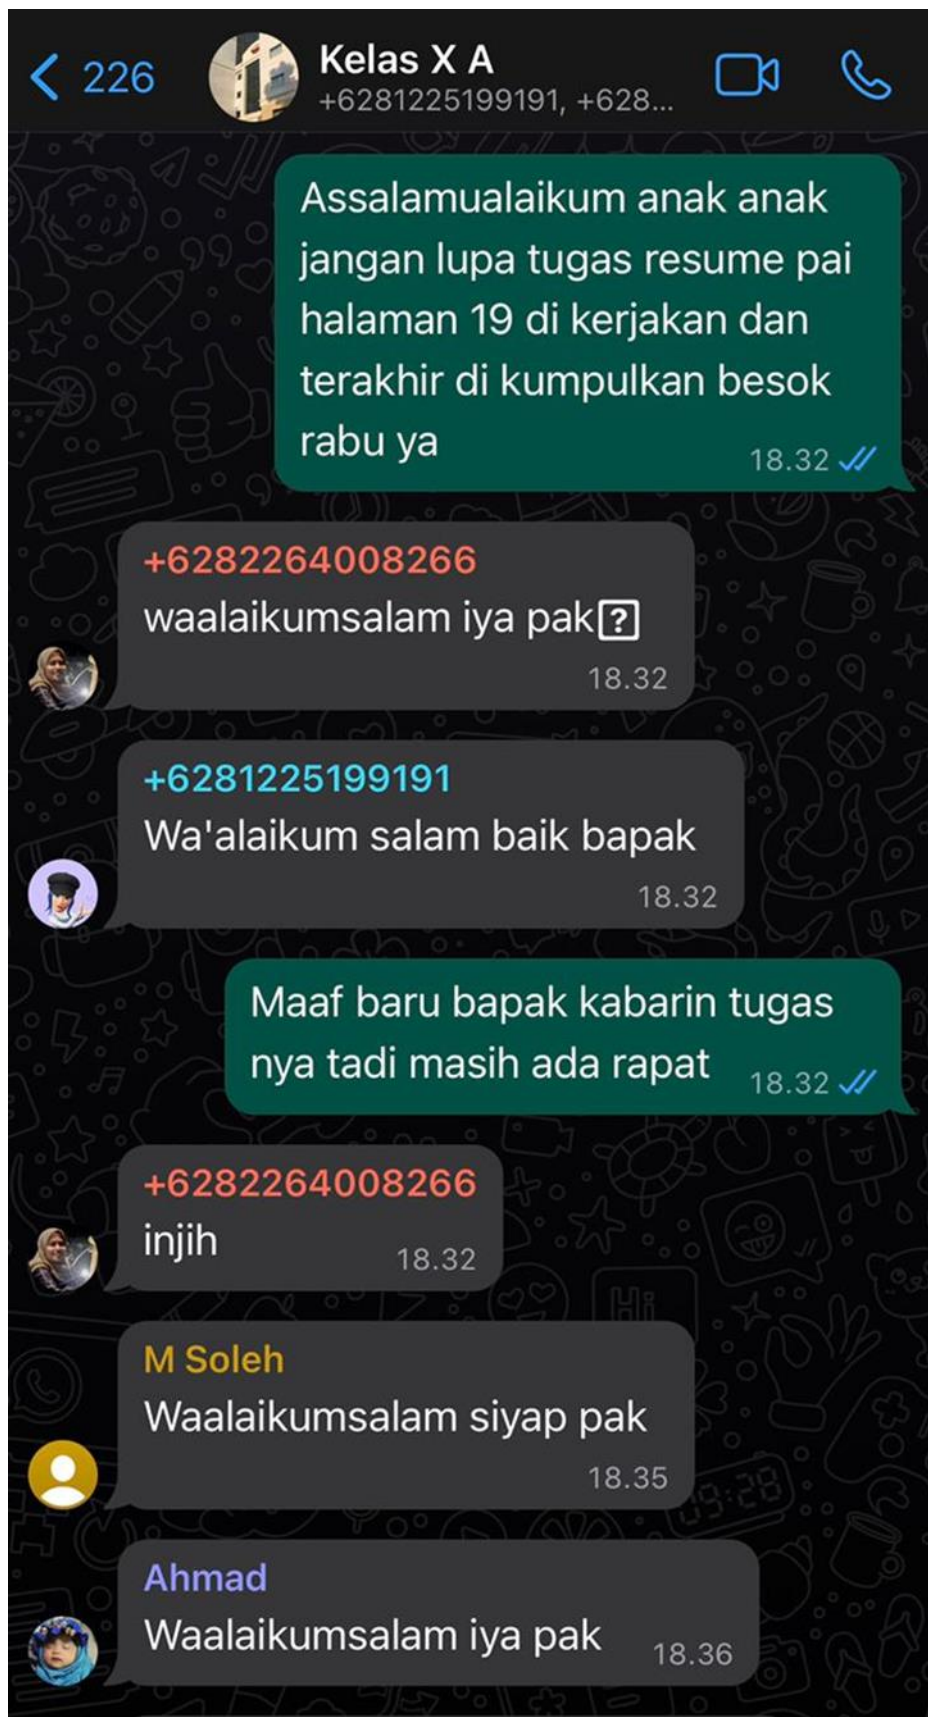 226
Kelas X A
+6281225199191, +628...
Assalamualaikum anak anak
jangan lupa tugas resume pai
halaman 19 di kerjakan dan
terakhir di kumpulkan besok
rabu ya
18.32
+6282264008266
waalaikumsalam iya pak?
18.32
+6281225199191
Wa'alaikum salam baik bapak
18.32
Maaf baru bapak kabarin tugas
nya tadi masih ada rapat
18.32
+6282264008266
injih
18.32
M Soleh
Waalaikumsalam siyap pak
18.35
Ahmad
Waalaikumsalam iya pak
18.36